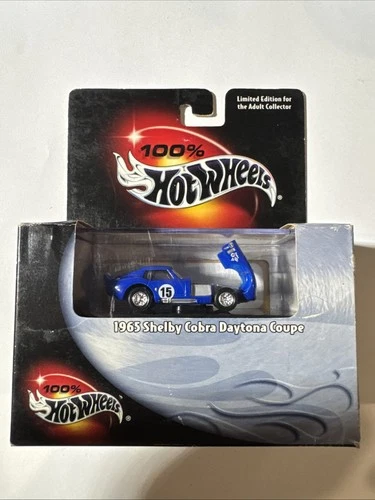 Limited Edition for
the Adult Collector
100%
HOT WHEELS®
15
1965 Shelby Cobra Daytona Coupe
100%
HOT WHEELS®